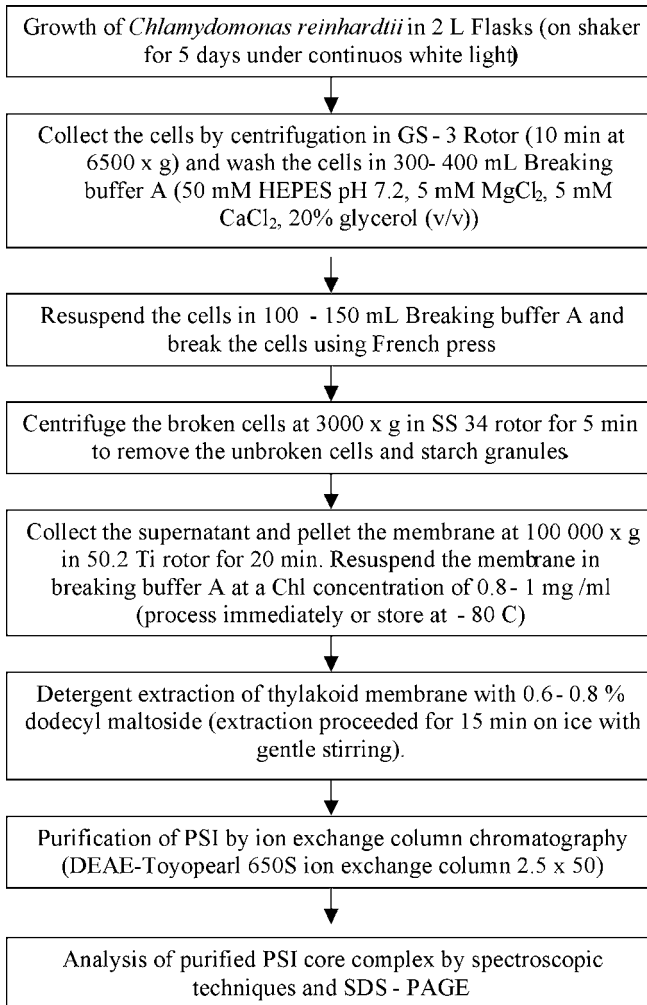 Growth of Chlamydomonas reinhardtii in 2 L Flasks (on shaker
for 5 days under continuos white light)
Collect the cells by centrifugation in GS - 3 Rotor (10 min at
6500 x g) and wash the cells in 300- 400 mL Breaking
buffer A (50 mM HEPES pH 7.2, 5 mM MgCl₂, 5 mM
CaCl₂, 20% glycerol (v/v))
Resuspend the cells in 100 - 150 mL Breaking buffer A and
break the cells using French press
Centrifuge the broken cells at 3000 x g in SS 34 rotor for 5 min
to remove the unbroken cells and starch granules.
Collect the supernatant and pellet the membrane at 100 000 x g
in 50.2 Ti rotor for 20 min. Resuspend the membrane in
breaking buffer A at a Chl concentration of 0.8 - 1 mg /ml
(process immediately or store at - 80 C)
Detergent extraction of thylakoid membrane with 0.6 - 0.8 %
dodecyl maltoside (extraction proceeded for 15 min on ice with
gentle stirring).
Purification of PSI by ion exchange column chromatography
(DEAE-Toyopearl 650S ion exchange column 2.5 x 50)
Analysis of purified PSI core complex by spectroscopic
techniques and SDS - PAGE